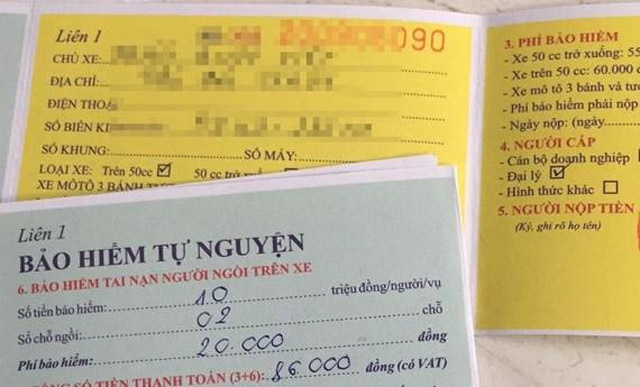 Liên 1
090
CHỦ XE:
ĐỊA CHỈ:
ĐIỆN THOẠ
SỐ BIÊN KI
SỐ KHUNG: SỐ MÁY:
LOẠI XE: Trên 50cc ☑ 50 cc trở
XE MÔTÔ 3 BÁNH
3. PHÍ BẢO HIỂM
- Xe 50 cc trở xuống: 55
- Xe trên 50 cc: 60.000
- Xe mô tô 3 bánh và tư
- Phí bảo hiểm phải nộp
- Ngày nộp: (ngày
4. NGƯỜI CẤP
- Cán bộ doanh nghiệp
- Đại lý ☑
- Hình thức khác ☐
5. NGƯỜI NỘP TIỀN
(Ký, ghi rõ họ tên)
Liên 1
BẢO HIỂM TỰ NGUYỆN
6. BẢO HIỂM TAI NẠN NGƯỜI NGỒI TRÊN XE
Số tiền bảo hiểm: 10 triệu đồng/người/vụ
Số chỗ ngồi: 02 chỗ
Phí bảo hiểm: 20.000 đồng
TỔNG SỐ TIỀN THANH TOÁN (3+6): 86.000 đồng (có VAT)